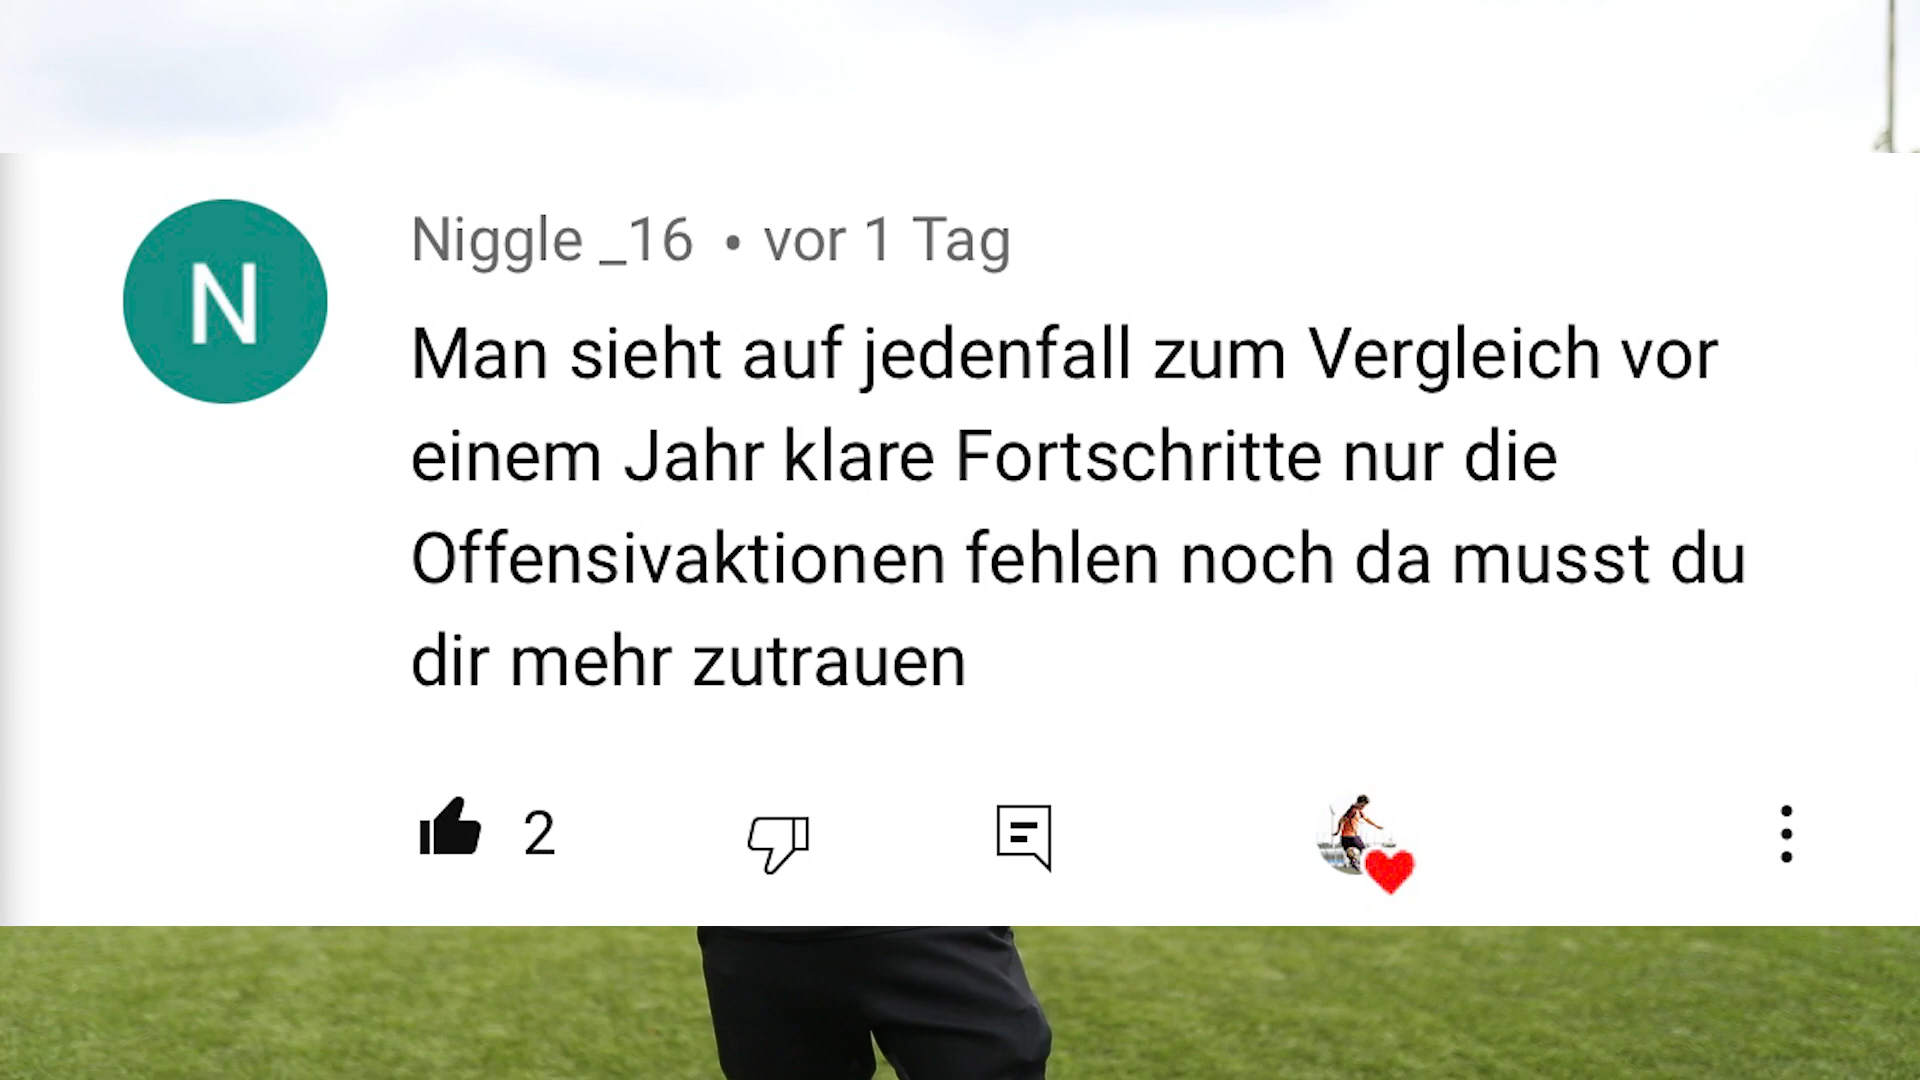 N
Niggle _16 • vor 1 Tag
Man sieht auf jedenfall zum Vergleich vor
einem Jahr klare Fortschritte nur die
Offensivaktionen fehlen noch da musst du
dir mehr zutrauen
2